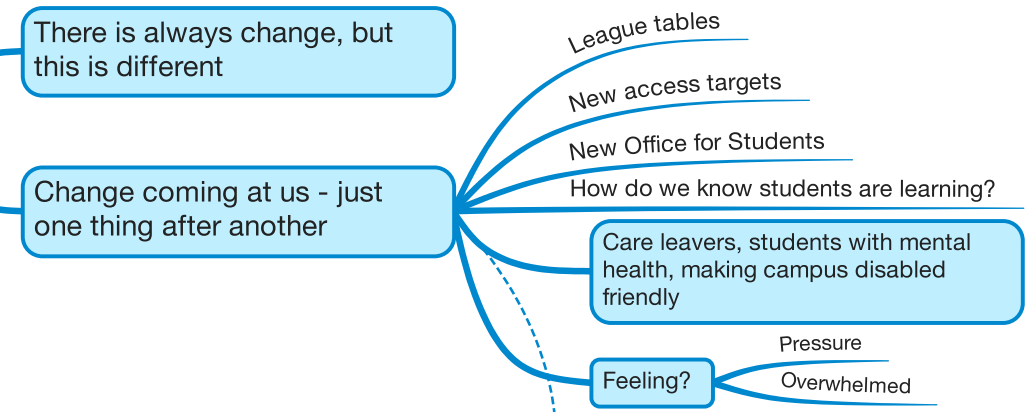 There is always change, but
this is different
League tables
New access targets
New Office for Students
How do we know students are learning?
Change coming at us - just
one thing after another
Care leavers, students with mental
health, making campus disabled
friendly
Feeling?
Pressure
Overwhelmed